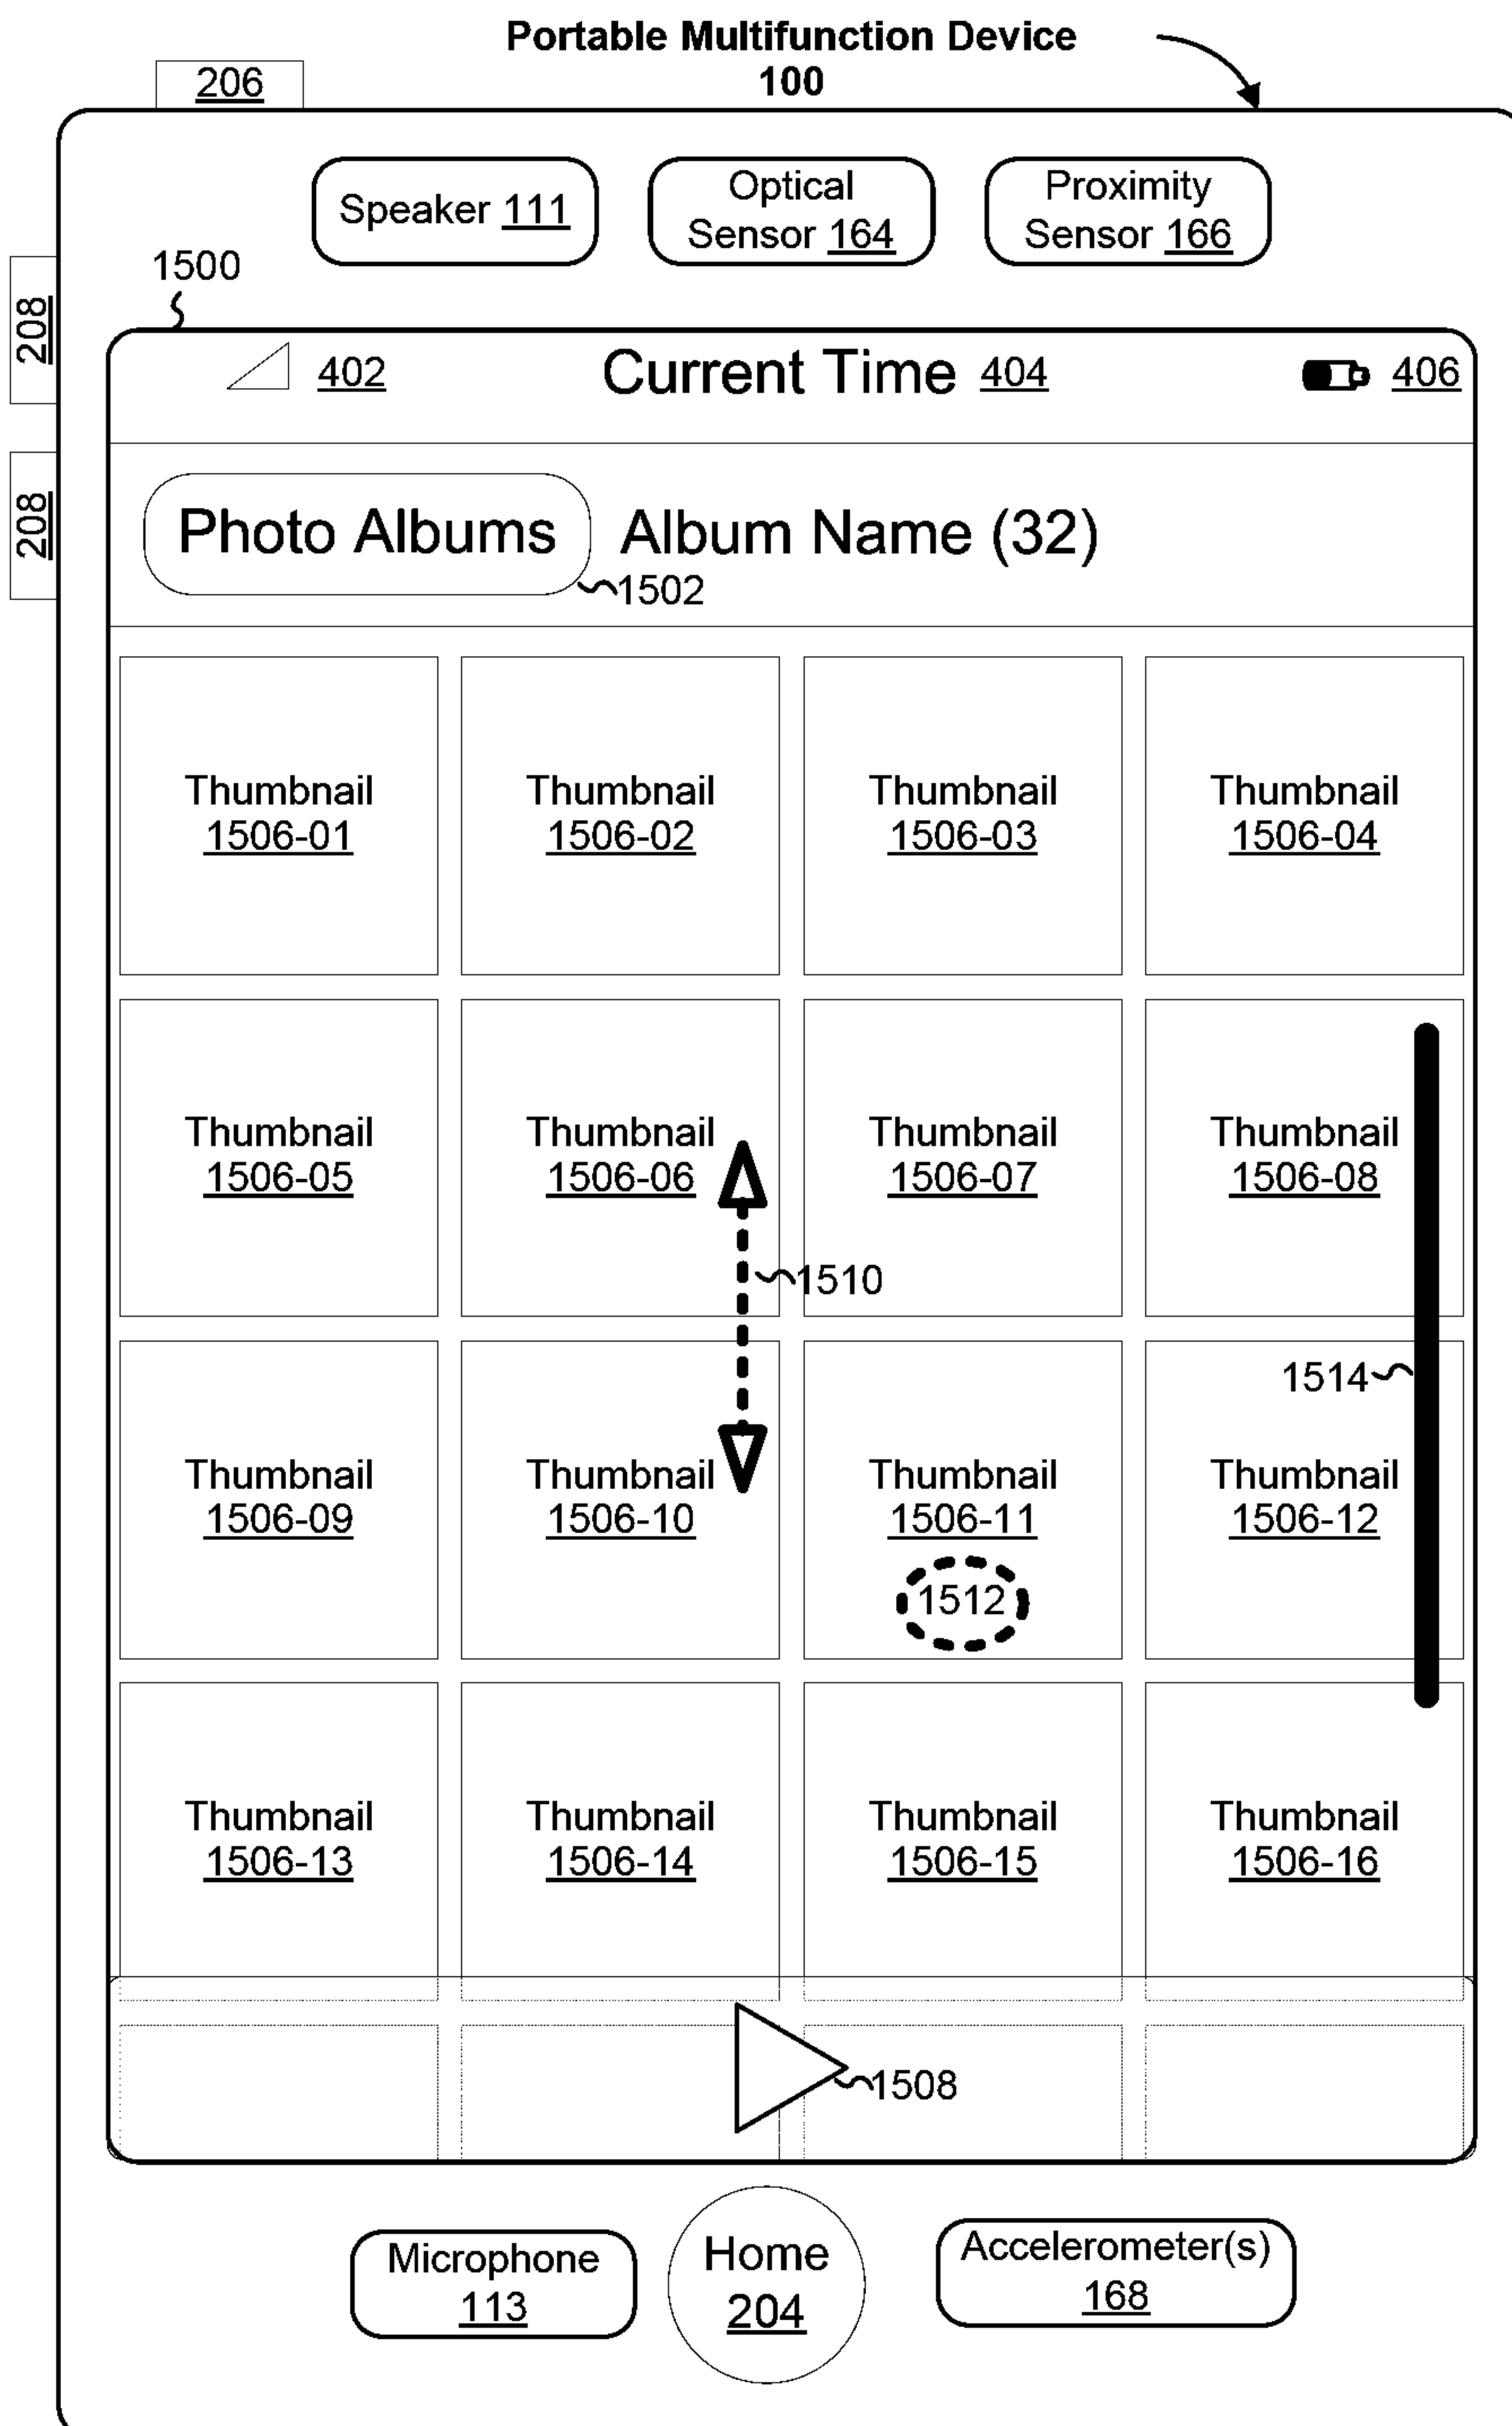 Portable Multifunction Device
100
206
Speaker 111
Optical
Sensor 164
Proximity
Sensor 166
1500
208
208
402
Current Time 404
406
Photo Albums
Album Name (32)
1502
Thumbnail
1506-01
Thumbnail
1506-02
Thumbnail
1506-03
Thumbnail
1506-04
Thumbnail
1506-05
Thumbnail
1506-06
Thumbnail
1506-07
Thumbnail
1506-08
1510
1514
Thumbnail
1506-09
Thumbnail
1506-10
Thumbnail
1506-11
1512
Thumbnail
1506-12
Thumbnail
1506-13
Thumbnail
1506-14
Thumbnail
1506-15
Thumbnail
1506-16
1508
Microphone
113
Home
204
Accelerometer(s)
168